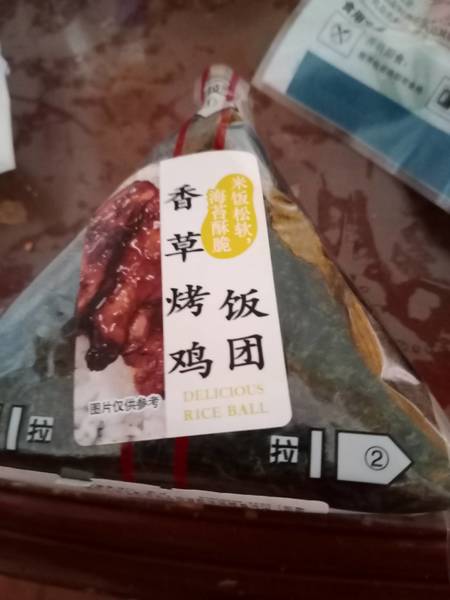 米饭松软,
海苔酥脆
香草烤鸡
饭团
DELICIOUS
RICE BALL
图片仅供参考
拉
拉
②